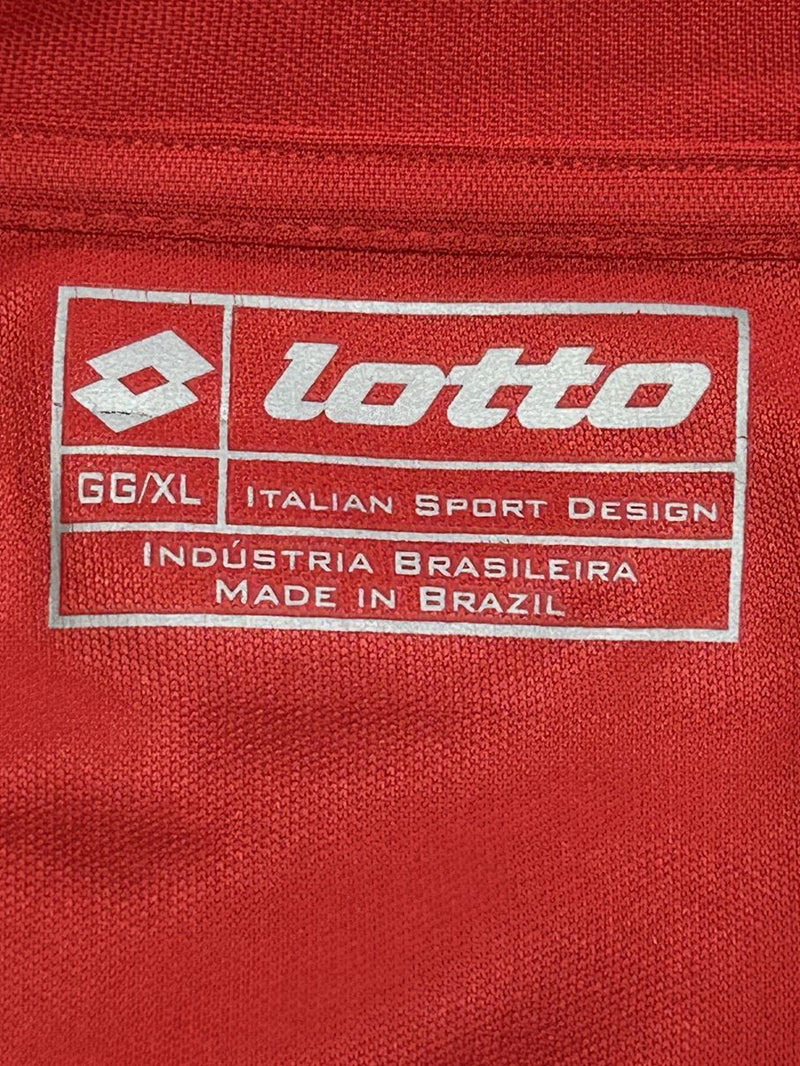 lotto
GG/XL
ITALIAN SPORT DESIGN
INDÚSTRIA BRASILEIRA
MADE IN BRAZIL